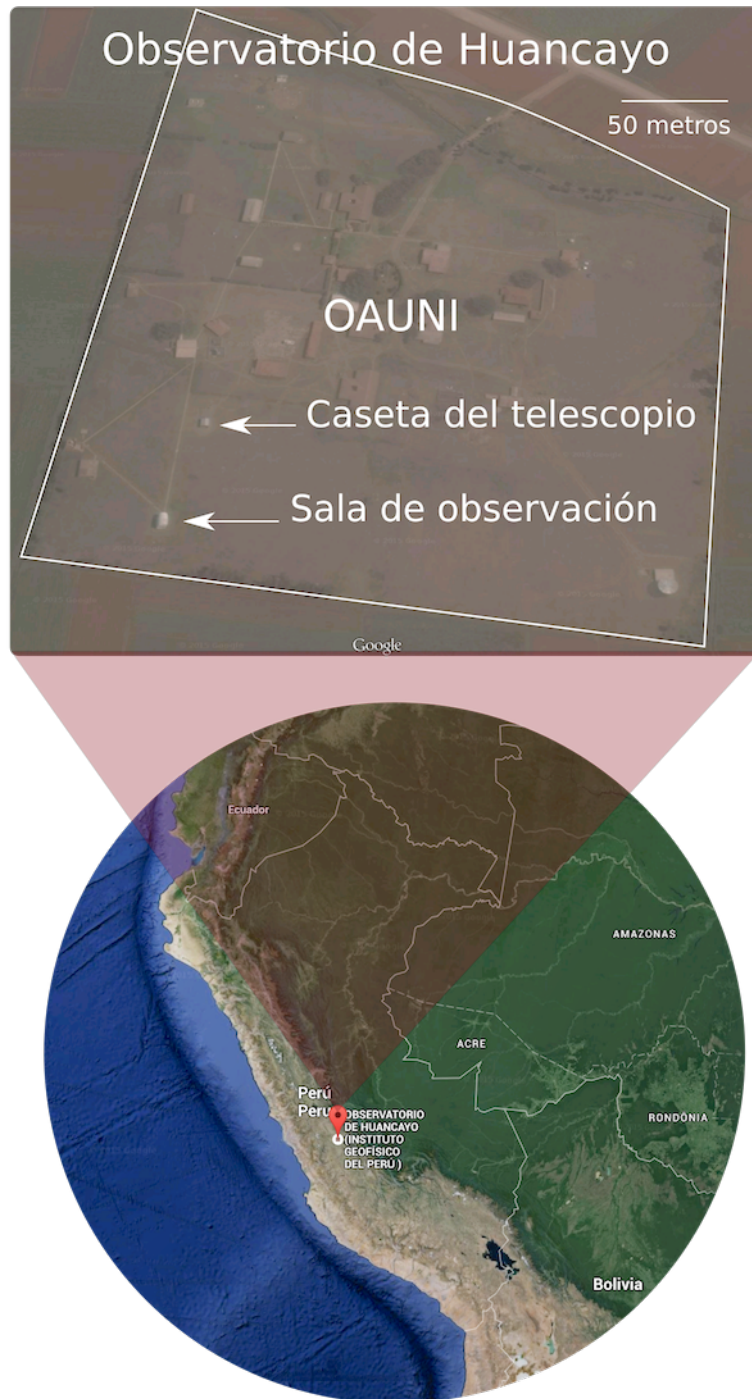 Observatorio de Huancayo
50 metros
OAUNI
Caseta del telescopio
Sala de observación
Google
Ecuador
AMAZONAS
ACRE
Perú
Peru
OBSERVATORIO
DE HUANCAYO
(INSTITUTO
GEOFÍSICO
DEL PERÚ )
RONDÔNIA
Bolivia